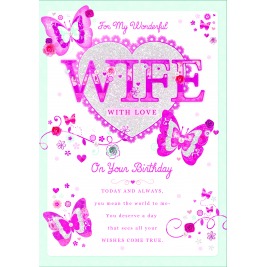 For My Wonderful
WIFE
WITH LOVE
On Your Birthday
TODAY AND ALWAYS,
you mean the world to me~
You deserve a day
that sees all your
WISHES COME TRUE.